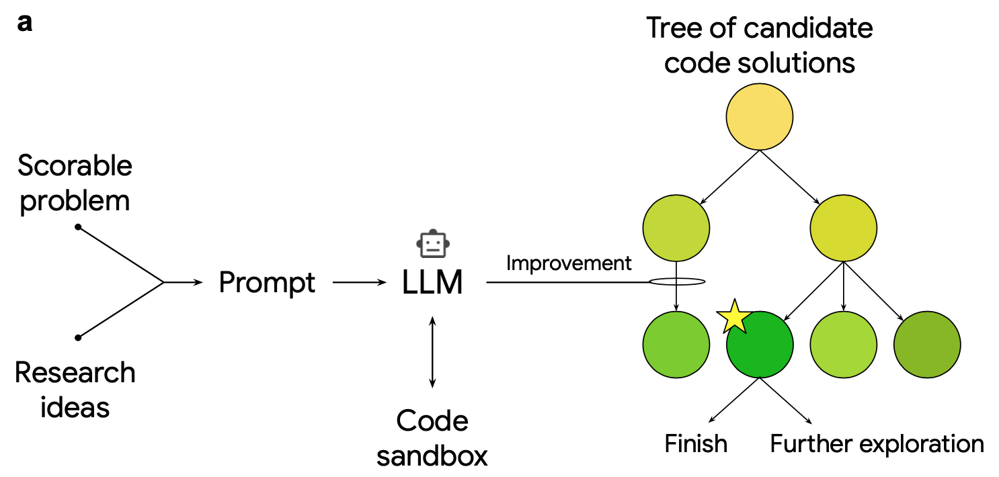 a
Tree of candidate
code solutions
Scorable
problem
Improvement
Prompt
LLM
Research
ideas
Code
sandbox
Finish
Further exploration